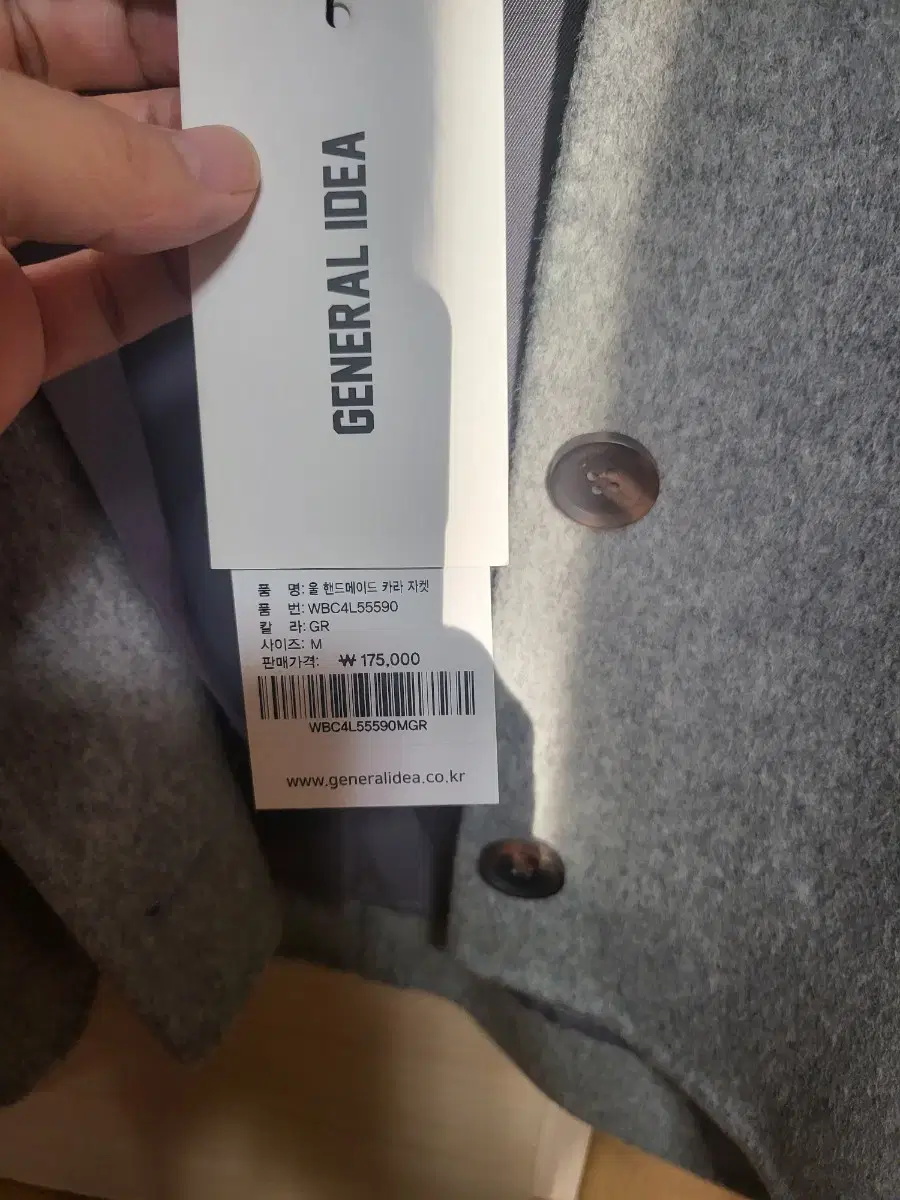 GENERAL IDEA
품 명: 울 핸드메이드 카라 자켓
품 번: WBC4L55590
칼 라: GR
사이즈: M
판매가격: ₩ 175,000
WBC4L55590MGR
www.generalidea.co.kr